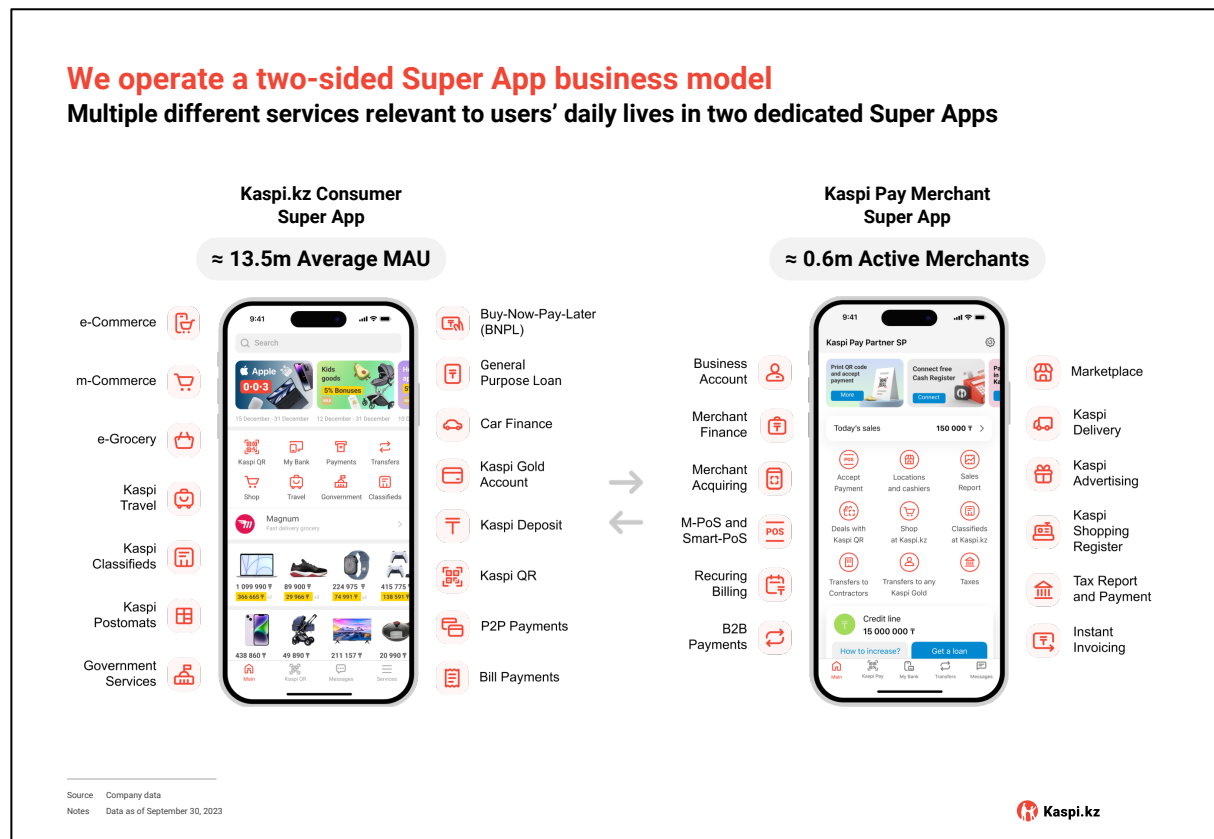 We operate a two-sided Super App business model
Multiple different services relevant to users’ daily lives in two dedicated Super Apps
Kaspi.kz Consumer
Super App
≈ 13.5m Average MAU
e-Commerce
m-Commerce
e-Grocery
Kaspi
Travel
Kaspi
Classifieds
Kaspi
Postomats
Government
Services
9:41
Search
Apple
0·0·3
Kids
goods
5% Bonuses
15 December - 31 December
12 December - 31 December
Kaspi QR
My Bank
Payments
Transfers
Shop
Travel
Gonvernment
Classifieds
Magnum
Fast delivery grocery
1 099 990 ₸
89 900 ₸
224 975 ₸
415 775
366 665 ₸
29 966 ₸
74 991 ₸
138 591
438 860 ₸
49 890 ₸
211 157 ₸
20 990 ₸
Main
Kaspi QR
Messages
Services
Buy-Now-Pay-Later
(BNPL)
General
Purpose Loan
Car Finance
Kaspi Gold
Account
Kaspi Deposit
Kaspi QR
P2P Payments
Bill Payments
Kaspi Pay Merchant
Super App
≈ 0.6m Active Merchants
Business
Account
Merchant
Finance
Merchant
Acquiring
M-PoS and
Smart-PoS
POS
Recuring
Billing
B2B
Payments
9:41
Kaspi Pay Partner SP
Print QR code
and accept
payment
More
Connect free
Cash Register
Connect
Today's sales
150 000 ₸
POS
Accept
Payment
Locations
and cashiers
Sales
Report
Deals with
Kaspi QR
Shop
at Kaspi.kz
Classifieds
at Kaspi.kz
Transfers to
Contractors
Transfers to any
Kaspi Gold
Taxes
Credit line
15 000 000 ₸
How to increase?
Get a loan
Main
Kaspi Pay
My Bank
Transfers
Messages
Marketplace
Kaspi
Delivery
Kaspi
Advertising
Kaspi
Shopping
Register
Tax Report
and Payment
Instant
Invoicing
Source Company data
Notes Data as of September 30, 2023
Kaspi.kz